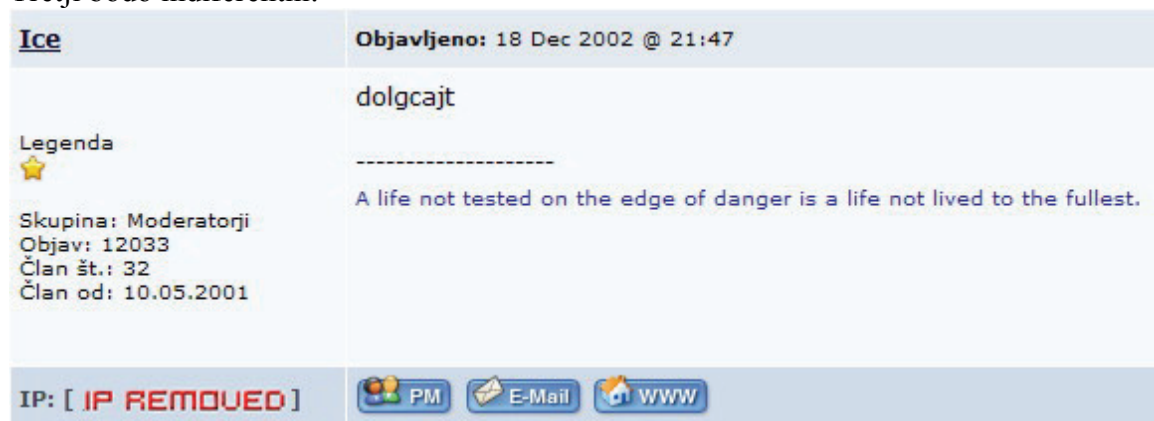 Ice
Objavljeno: 18 Dec 2002 @ 21:47
dolgcajt
--------------------
A life not tested on the edge of danger is a life not lived to the fullest.
Legenda
Skupina: Moderatorji
Objav: 12033
Član št.: 32
Član od: 10.05.2001
IP: [ IP REMOVED ]
PM
E-Mail
WWW